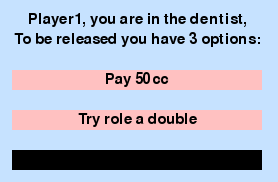 Player1, you are in the dentist,
To be released you have 3 options:
Pay 50cc
Try role a double